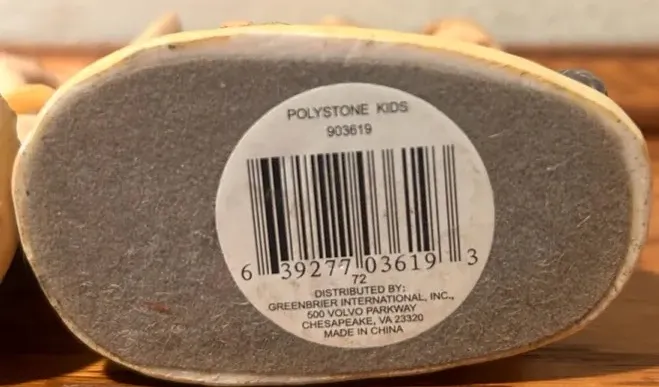 POLYSTONE KIDS
903619
6 39277 03619 3
72
DISTRIBUTED BY:
GREENBRIER INTERNATIONAL, INC.,
500 VOLVO PARKWAY
CHESAPEAKE, VA 23320
MADE IN CHINA